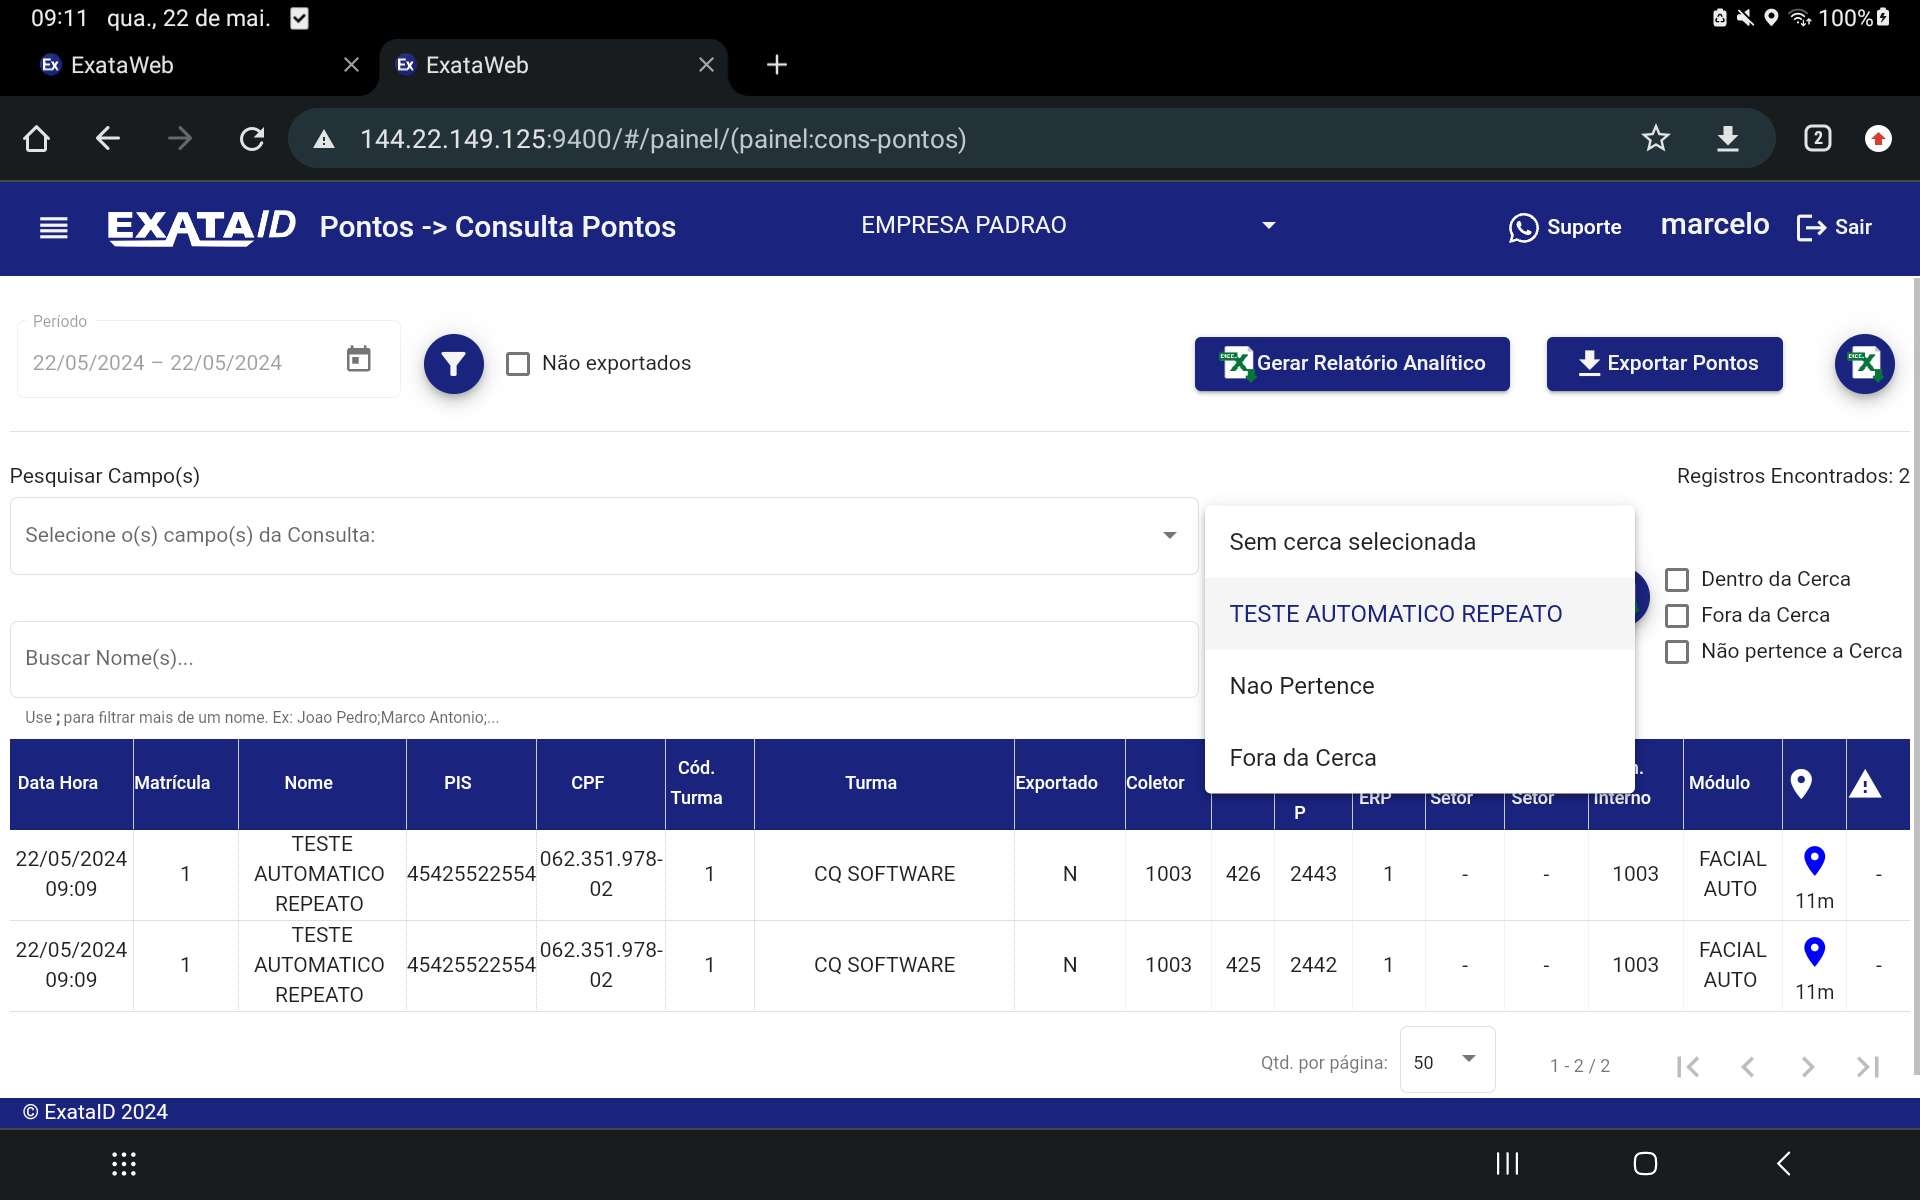 09:11 qua., 22 de mai.
100%
Ex ExataWeb
Ex ExataWeb
144.22.149.125:9400/#/painel/(painel:cons-pontos)
2
EXATAID
Pontos -> Consulta Pontos
EMPRESA PADRAO
Suporte
marcelo
Sair
Período
22/05/2024 – 22/05/2024
Não exportados
Gerar Relatório Analítico
Exportar Pontos
Pesquisar Campo(s)
Registros Encontrados: 2
Selecione o(s) campo(s) da Consulta:
Sem cerca selecionada
TESTE AUTOMATICO REPEATO
Nao Pertence
Fora da Cerca
Dentro da Cerca
Fora da Cerca
Não pertence a Cerca
Buscar Nome(s)...
Use ; para filtrar mais de um nome. Ex: Joao Pedro;Marco Antonio;...
Data Hora Matrícula Nome PIS CPF Cód. Turma Turma Exportado Coletor P ERP Setor Setor Interno Módulo
22/05/2024 09:09 1 TESTE AUTOMATICO REPEATO 45425522554 062.351.978-02 1 CQ SOFTWARE N 1003 426 2443 1 - - 1003 FACIAL AUTO 11m -
22/05/2024 09:09 1 TESTE AUTOMATICO REPEATO 45425522554 062.351.978-02 1 CQ SOFTWARE N 1003 425 2442 1 - - 1003 FACIAL AUTO 11m -
Qtd. por página: 50 1 - 2 / 2
© ExataID 2024